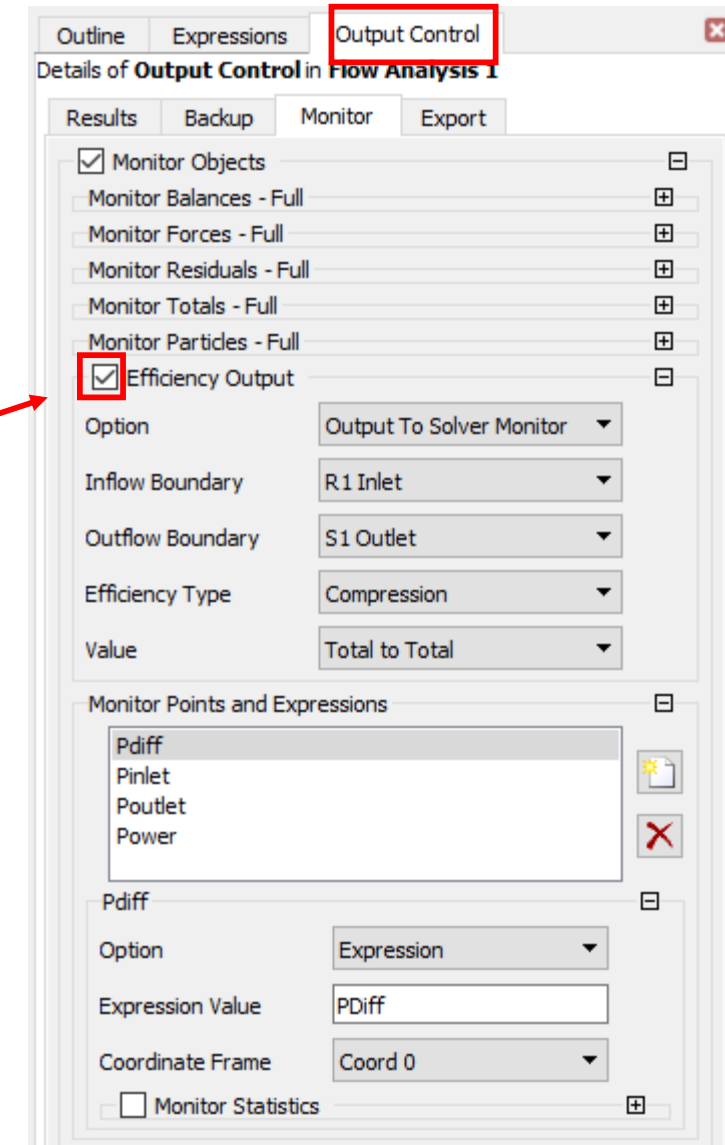 Outline Expressions Output Control
Details of Output Control in Flow Analysis 1
Results Backup Monitor Export
Monitor Objects
Monitor Balances - Full
Monitor Forces - Full
Monitor Residuals - Full
Monitor Totals - Full
Monitor Particles - Full
Efficiency Output
Option Output To Solver Monitor
Inflow Boundary R1 Inlet
Outflow Boundary S1 Outlet
Efficiency Type Compression
Value Total to Total
Monitor Points and Expressions
Pdiff
Pinlet
Poutlet
Power
Pdiff
Option Expression
Expression Value PDiff
Coordinate Frame Coord 0
Monitor Statistics